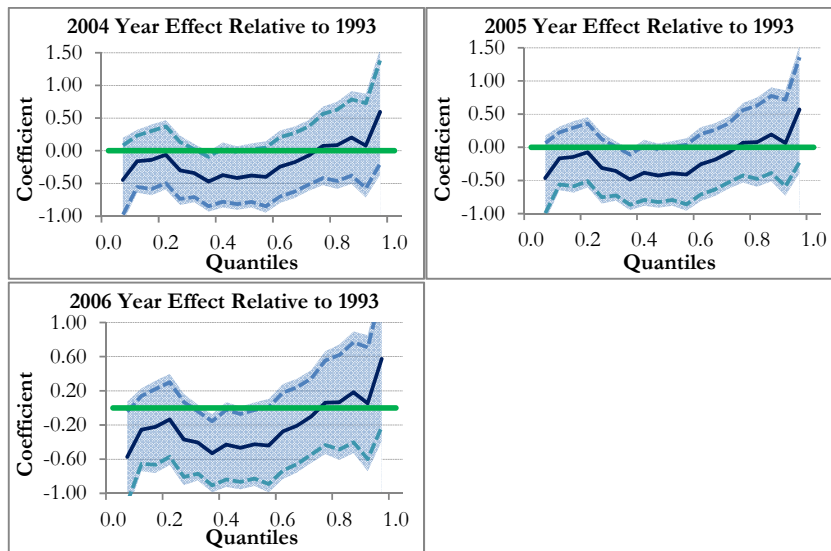 2004 Year Effect Relative to 1993
1.50
1.00
0.50
0.00
-0.50
-1.00
Coefficient
0.0 0.2 0.4 0.6 0.8 1.0
Quantiles
2005 Year Effect Relative to 1993
1.50
1.00
0.50
0.00
-0.50
-1.00
Coefficient
0.0 0.2 0.4 0.6 0.8 1.0
Quantiles
2006 Year Effect Relative to 1993
1.00
0.60
0.20
-0.20
-0.60
-1.00
Coefficient
0.0 0.2 0.4 0.6 0.8 1.0
Quantiles